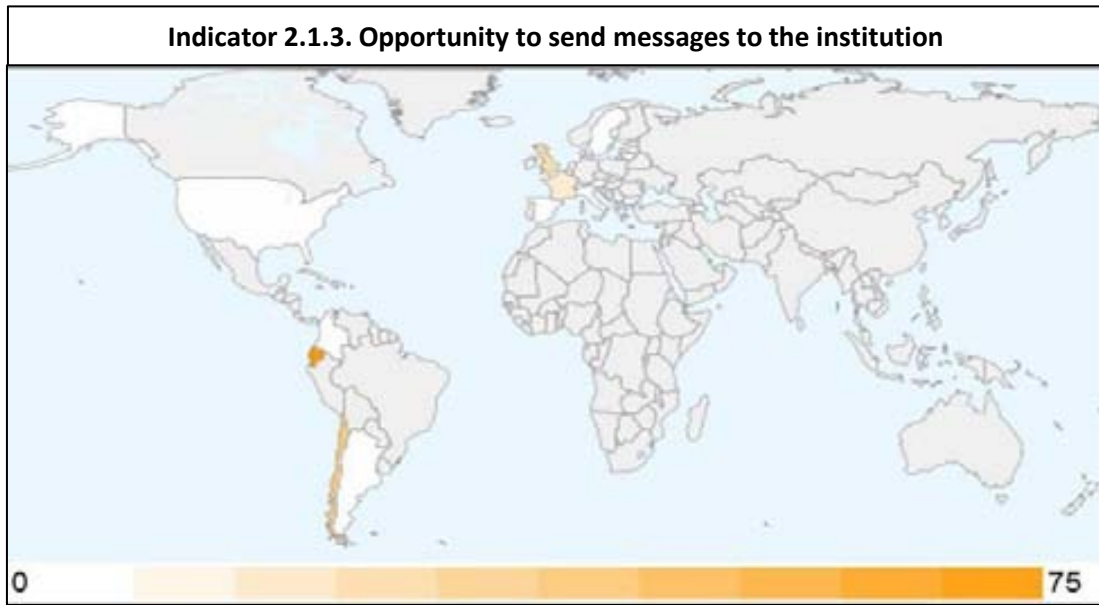 Indicator 2.1.3. Opportunity to send messages to the institution
0 75